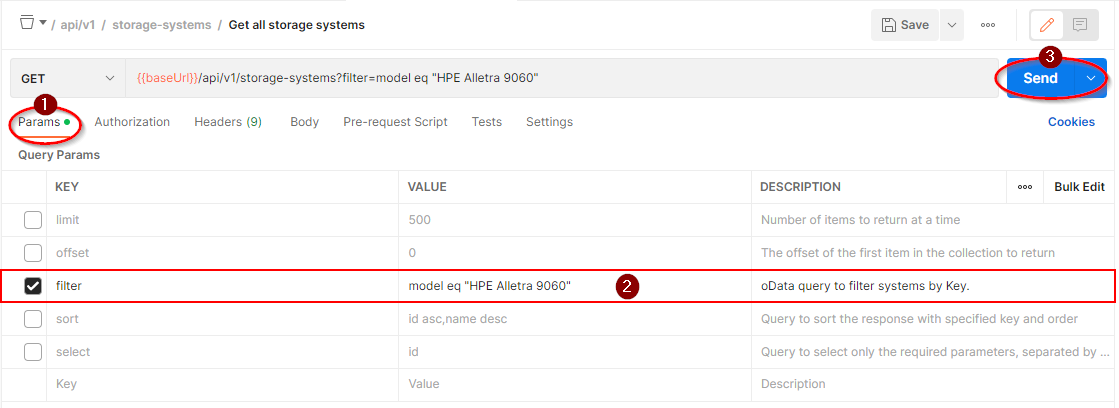 / api/v1 / storage-systems / Get all storage systems Save
3
GET {{baseUrl}}/api/v1/storage-systems?filter=model eq "HPE Alletra 9060" Send
1
Params Authorization Headers (9) Body Pre-request Script Tests Settings Cookies
Query Params
KEY VALUE DESCRIPTION Bulk Edit
limit 500 Number of items to return at a time
offset 0 The offset of the first item in the collection to return
filter model eq "HPE Alletra 9060" 2 oData query to filter systems by Key.
sort id asc,name desc Query to sort the response with specified key and order
select id Query to select only the required parameters, separated by ...
Key Value Description